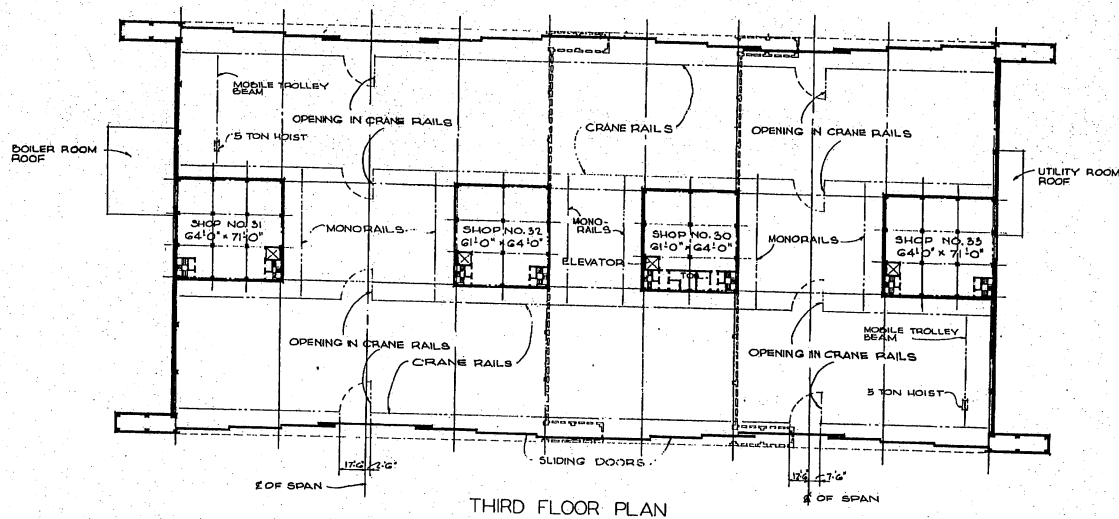 MOBILE TROLLEY
BEAM
OPENING IN CRANE RAILS
CRANE RAILS
OPENING IN CRANE RAILS
5 TON HOIST
BOILER ROOM
ROOF
UTILITY ROOM
ROOF
SHOP NO. 31
64'-0" x 71'-0"
MONORAILS
SHOP NO. 32
61'-0" x 64'-0"
MONO-
RAILS
ELEVATOR
SHOP NO. 30
61'-0" x 64'-0"
MONORAILS
SHOP NO. 33
64'-0" x 71'-0"
OPENING IN CRANE RAILS
CRANE RAILS
OPENING IN CRANE RAILS
MOBILE TROLLEY
BEAM
5 TON HOIST
SLIDING DOORS
17'-6"
17'-6"
℄ OF SPAN
℄ OF SPAN
THIRD FLOOR PLAN